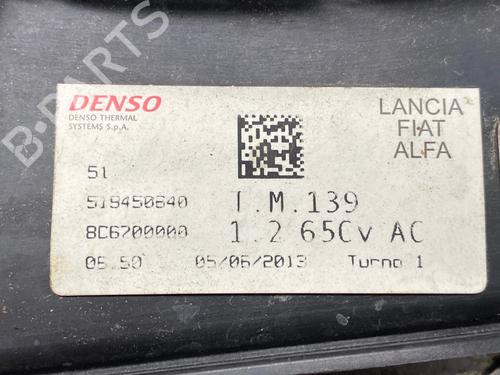 DENSO
DENSO THERMAL
SYSTEMS S.p.A.
LANCIA
FIAT
ALFA
51
519450840 I.M.139
8C6700000 1.2 65Cv AC
06.50 05/06/2013 Turno 1
B-PARTS